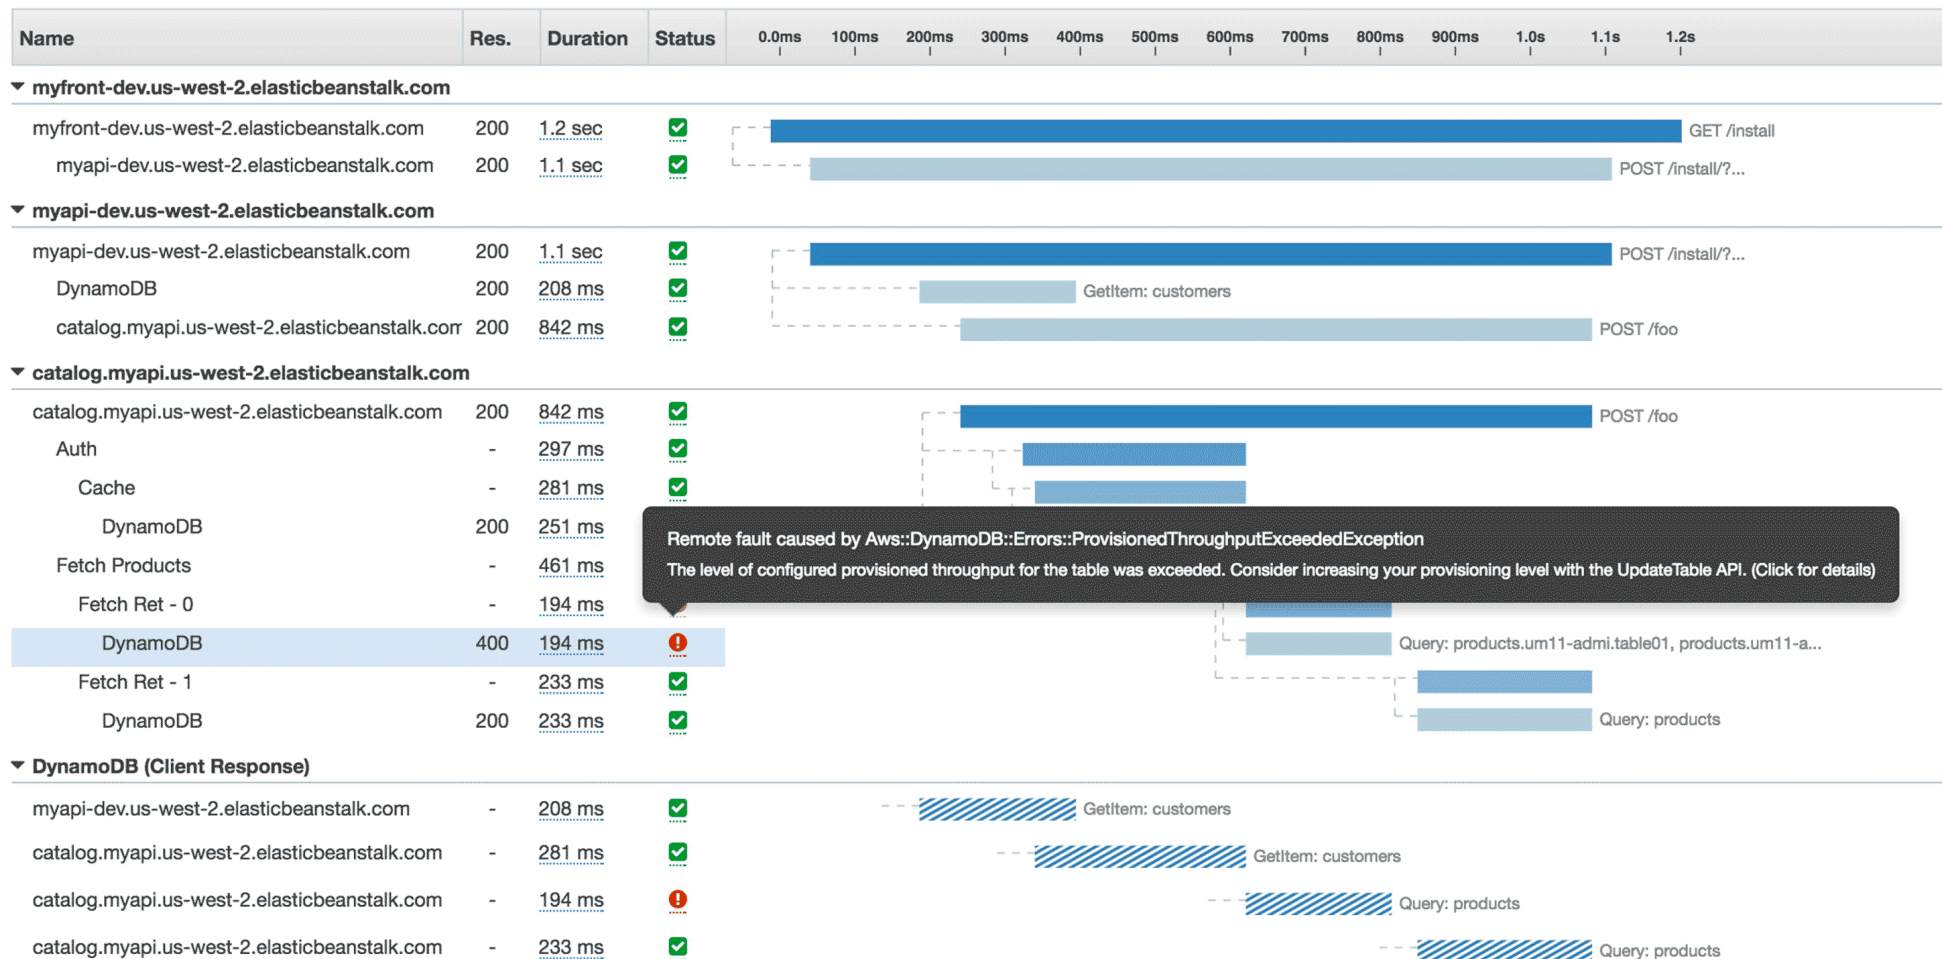 Name Res. Duration Status 0.0ms 100ms 200ms 300ms 400ms 500ms 600ms 700ms 800ms 900ms 1.0s 1.1s 1.2s
myfront-dev.us-west-2.elasticbeanstalk.com
myfront-dev.us-west-2.elasticbeanstalk.com 200 1.2 sec GET /install
myapi-dev.us-west-2.elasticbeanstalk.com 200 1.1 sec POST /install/?...
myapi-dev.us-west-2.elasticbeanstalk.com
myapi-dev.us-west-2.elasticbeanstalk.com 200 1.1 sec POST /install/?...
DynamoDB 200 208 ms GetItem: customers
catalog.myapi.us-west-2.elasticbeanstalk.com 200 842 ms POST /foo
catalog.myapi.us-west-2.elasticbeanstalk.com
catalog.myapi.us-west-2.elasticbeanstalk.com 200 842 ms POST /foo
Auth - 297 ms
Cache - 281 ms
DynamoDB 200 251 ms
Remote fault caused by Aws::DynamoDB::Errors::ProvisionedThroughputExceededException
The level of configured provisioned throughput for the table was exceeded. Consider increasing your provisioning level with the UpdateTable API. (Click for details)
Fetch Products - 461 ms
Fetch Ret - 0 - 194 ms
DynamoDB 400 194 ms Query: products.um11-admi.table01, products.um11-a...
Fetch Ret - 1 - 233 ms
DynamoDB 200 233 ms Query: products
DynamoDB (Client Response)
myapi-dev.us-west-2.elasticbeanstalk.com - 208 ms GetItem: customers
catalog.myapi.us-west-2.elasticbeanstalk.com - 281 ms GetItem: customers
catalog.myapi.us-west-2.elasticbeanstalk.com - 194 ms Query: products
catalog.myapi.us-west-2.elasticbeanstalk.com - 233 ms Query: products